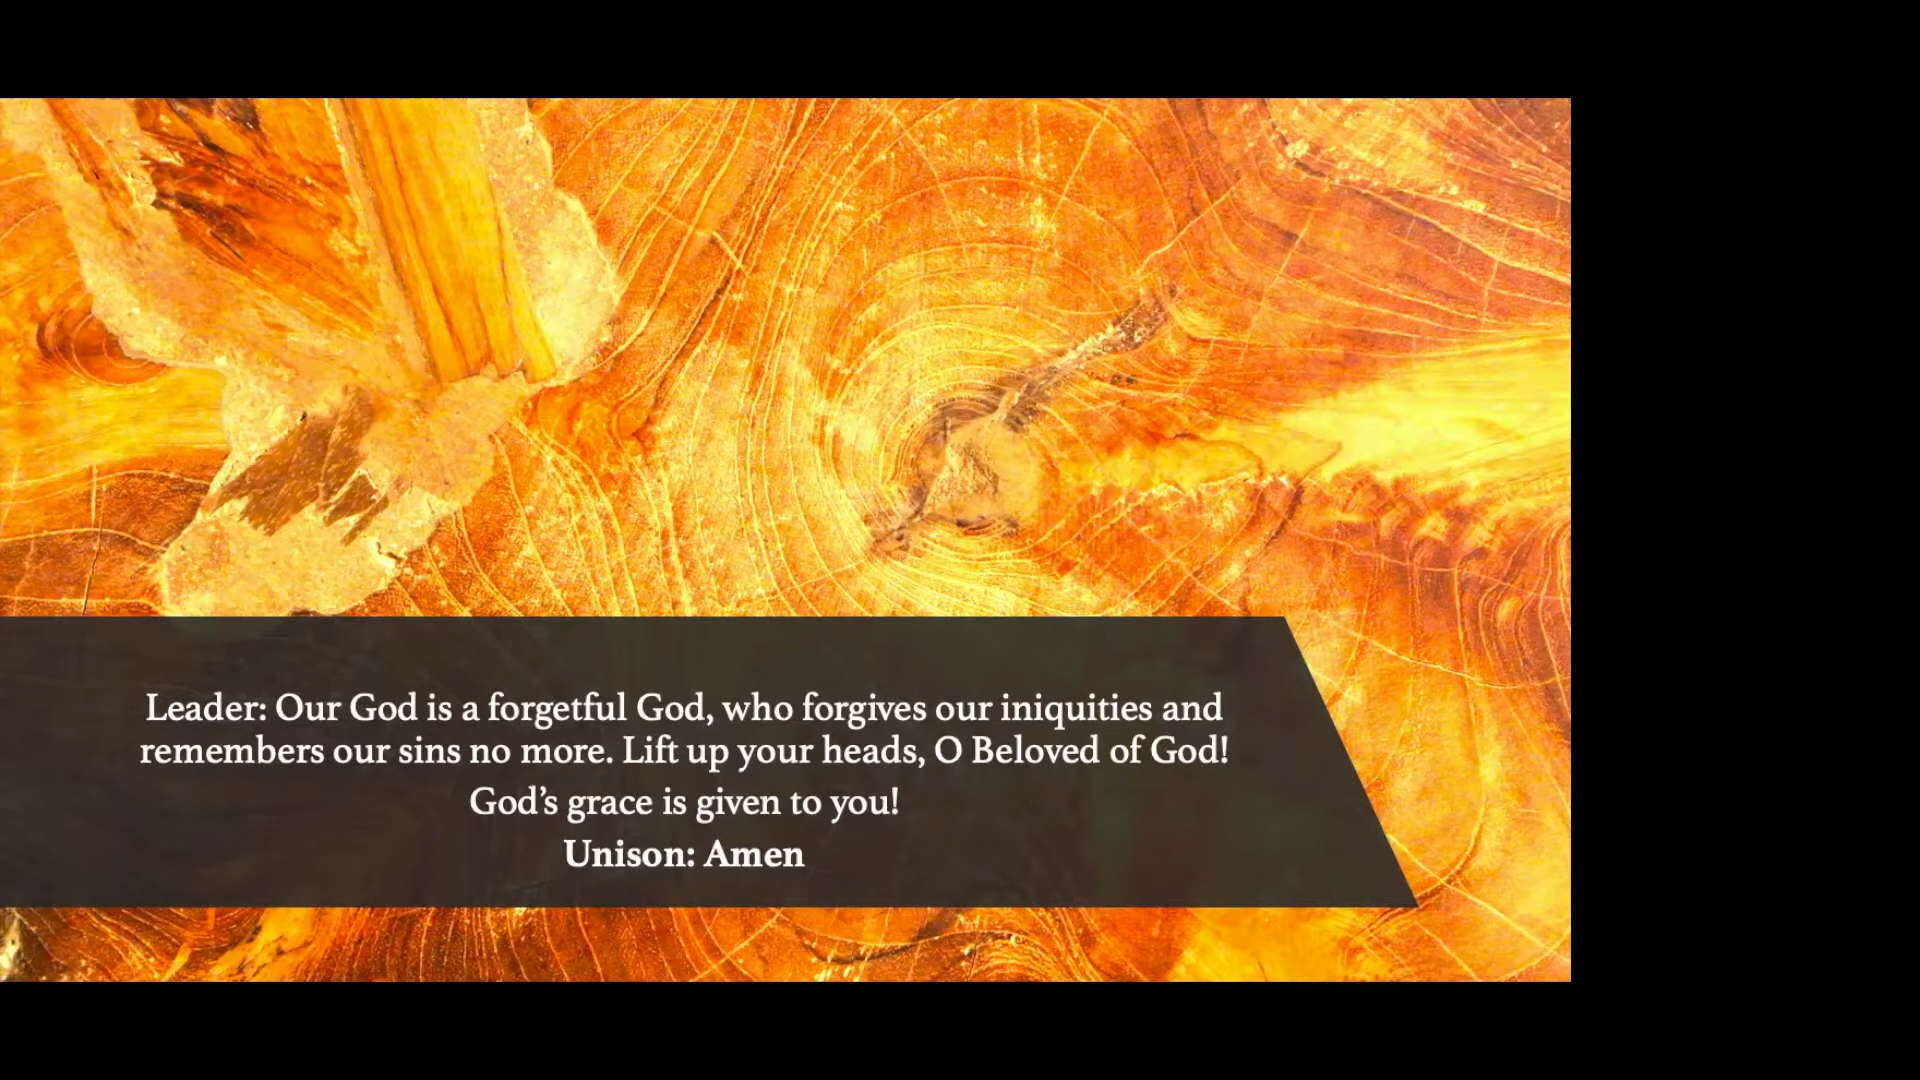 Leader: Our God is a forgetful God, who forgives our iniquities and
remembers our sins no more. Lift up your heads, O Beloved of God!
God’s grace is given to you!
Unison: Amen